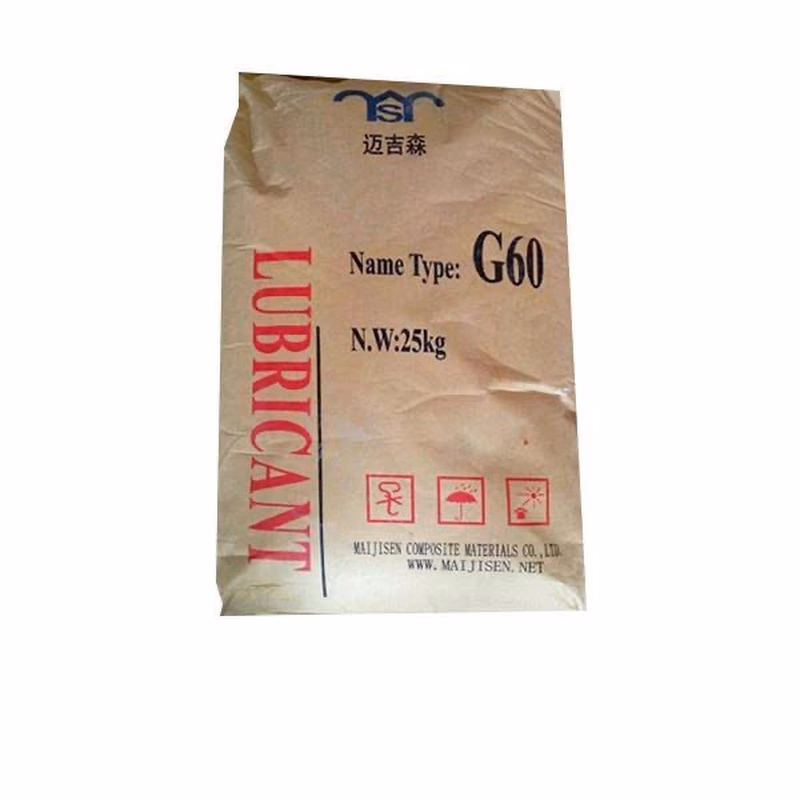 迈吉森
Name Type: G60
N.W:25kg
LUBRICANT
MAIJISEN COMPOSITE MATERIALS CO.,LTD.
WWW.MAIJISEN.NET